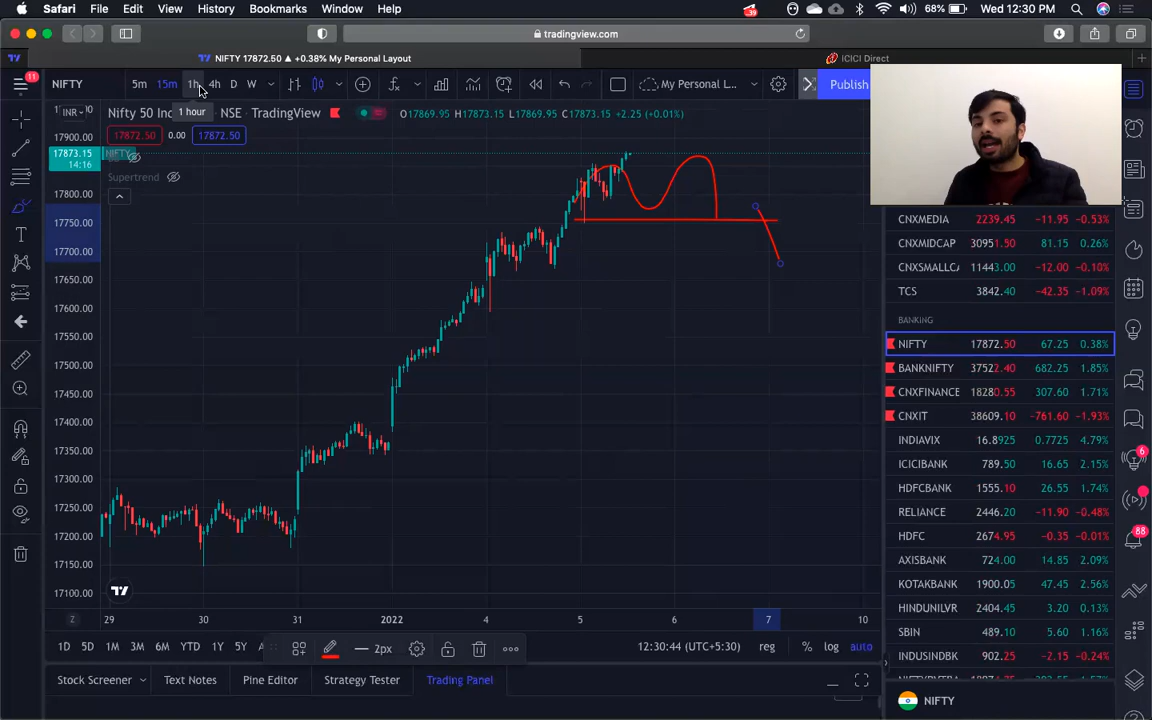 Safari File Edit View History Bookmarks Window Help
39 68% Wed 12:30 PM
tradingview.com
NIFTY 17872.50 ▲ +0.38% My Personal Layout
ICICI Direct
11
NIFTY 5m 15m 1h 4h D W My Personal L... Publish
1 hour
INR
Nifty 50 Inc NSE TradingView O17869.95 H17873.15 L17869.95 C17873.15 +2.25 (+0.01%)
17872.50 0.00 17872.50
NIFTY
Supertrend
17900.00
17873.15
14:16
17800.00
17750.00
17700.00
17650.00
17600.00
17550.00
17500.00
17450.00
17400.00
17350.00
17300.00
17250.00
17200.00
17150.00
17100.00
Z 29 30 31 2022 4 5 6 7 10
1D 5D 1M 3M 6M YTD 1Y 5Y 2px 12:30:44 (UTC+5:30) reg % log auto
Stock Screener Text Notes Pine Editor Strategy Tester Trading Panel
CNXMEDIA 2239.45 -11.95 -0.53%
CNXMIDCAP 30951.50 81.15 0.26%
CNXSMALLCA 11443.00 -12.00 -0.10%
TCS 3842.40 -42.35 -1.09%
BANKING
NIFTY 17872.50 67.25 0.38%
BANKNIFTY 37522.40 682.25 1.85%
CNXFINANCE 18280.55 307.60 1.71%
CNXIT 38609.10 -761.60 -1.93%
INDIAVIX 16.8925 0.7725 4.79%
ICICIBANK 789.50 16.65 2.15%
HDFCBANK 1555.10 26.55 1.74%
RELIANCE 2446.20 -11.90 -0.48%
HDFC 2674.95 -0.35 -0.01%
AXISBANK 724.00 14.85 2.09%
KOTAKBANK 1900.05 47.45 2.56%
HINDUNILVR 2404.45 3.20 0.13%
SBIN 489.10 5.60 1.16%
INDUSINDBK 902.25 -2.15 -0.24%
NIFTY
6
88